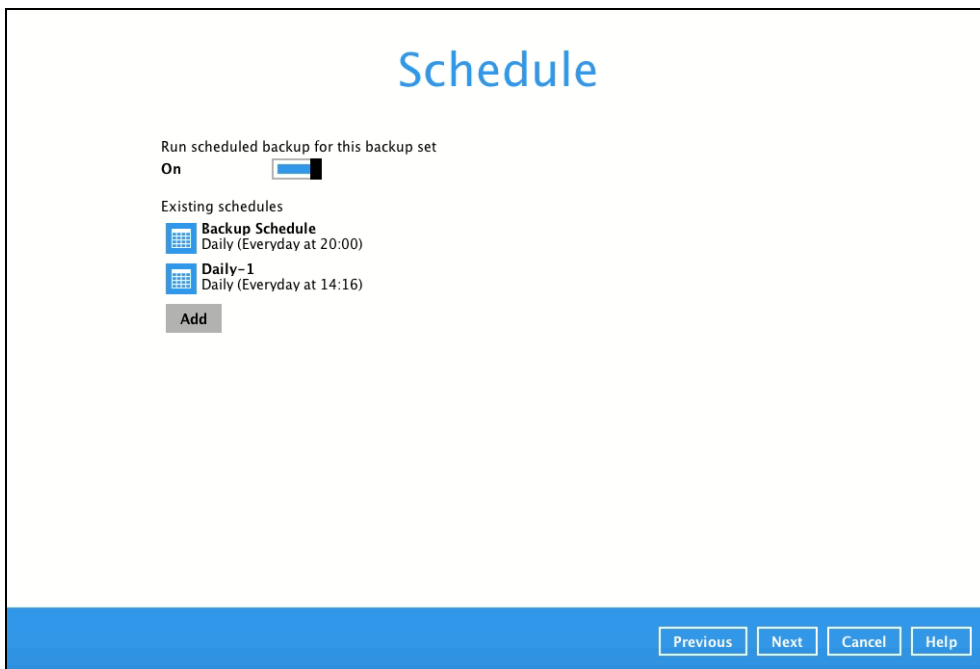 Schedule
Run scheduled backup for this backup set
On
Existing schedules
Backup Schedule
Daily (Everyday at 20:00)
Daily-1
Daily (Everyday at 14:16)
Add
Previous Next Cancel Help